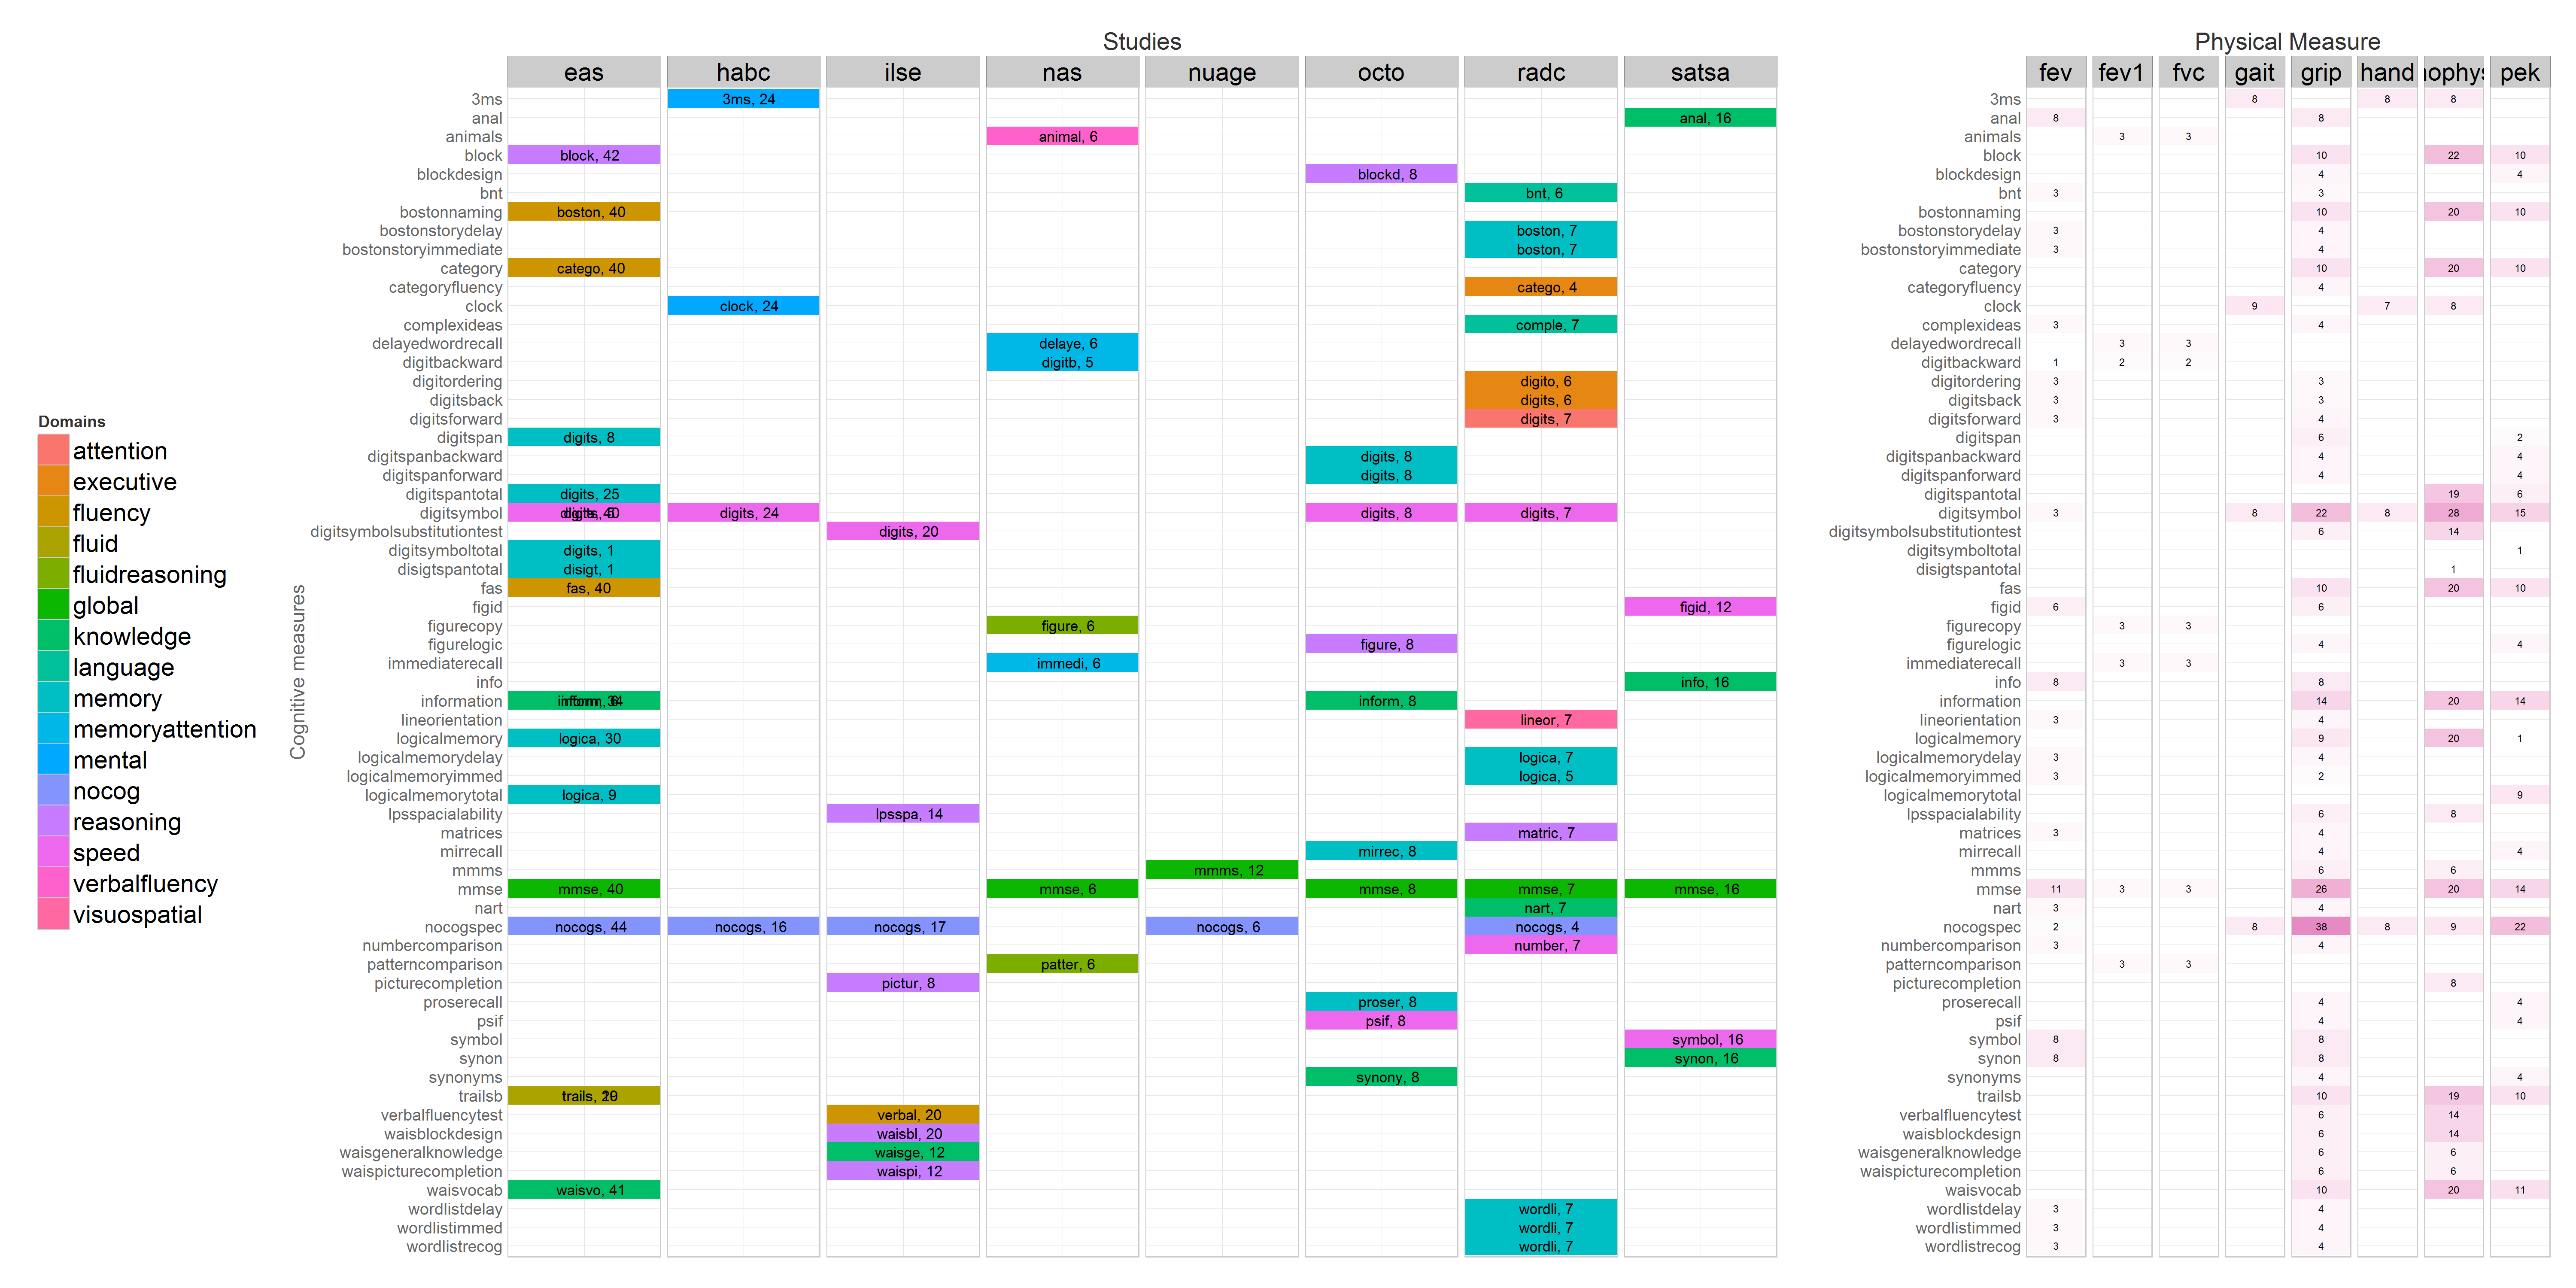 Studies Physical Measure
eas habc ilse nas nuage octo radc satsa fev fev1 fvc gait grip hand nophys pek
3ms 3ms, 24 3ms 8 8 8
anal anal, 16 anal 8 8
animals animal, 6 animals 3 3
block block, 42 block 10 22 10
blockdesign blockd, 8 blockdesign 4 4
bnt bnt, 6 bnt 3 3
bostonnaming boston, 40 bostonnaming 10 20 10
bostonstorydelay boston, 7 bostonstorydelay 3 4
bostonstoryimmediate boston, 7 bostonstoryimmediate 3 4
category catego, 40 category 10 20 10
categoryfluency catego, 4 categoryfluency 4
clock clock, 24 clock 9 7 8
complexideas comple, 7 complexideas 3 4
delayedwordrecall delaye, 6 delayedwordrecall 3 3
digitbackward digitb, 5 digitbackward 1 2 2
digitordering digito, 6 digitordering 3 3
digitsback digits, 6 digitsback 3 3
digitsforward digits, 7 digitsforward 3 4
digitspan digits, 8 digitspan 6 2
digitspanbackward digits, 8 digitspanbackward 4 4
digitspanforward digits, 8 digitspanforward 4 4
digitspantotal digits, 25 digitspantotal 19 6
digitsymbol digits, 24 digits, 8 digits, 7 digitsymbol 3 8 22 8 28 15
digitsymbolsubstitutiontest digits, 20 digitsymbolsubstitutiontest 6 14
digitsymboltotal digits, 1 digitsymboltotal 1
disigtspantotal disigt, 1 disigtspantotal 1
fas fas, 40 fas 10 20 10
figid figid, 12 figid 6 6
figurecopy figure, 6 figurecopy 3 3
figurelogic figure, 8 figurelogic 4 4
immediaterecall immedi, 6 immediaterecall 3 3
info info, 16 info 8 8
information inform, 8 information 14 20 14
lineorientation lineor, 7 lineorientation 3 4
logicalmemory logica, 30 logicalmemory 9 20 1
logicalmemorydelay logica, 7 logicalmemorydelay 3 4
logicalmemoryimmed logica, 5 logicalmemoryimmed 3 2
logicalmemorytotal logica, 9 logicalmemorytotal 9
lpsspacialability lpsspa, 14 lpsspacialability 6 8
matrices matric, 7 matrices 3 4
mirrecall mirrec, 8 mirrecall 4 4
mmms mmms, 12 mmms 6 6
mmse mmse, 40 mmse, 6 mmse, 8 mmse, 7 mmse, 16 mmse 11 3 3 26 20 14
nart nart, 7 nart 3 4
nocogspec nocogs, 44 nocogs, 16 nocogs, 17 nocogs, 6 nocogs, 4 nocogspec 2 8 38 8 9 22
numbercomparison number, 7 numbercomparison 3 4
patterncomparison patter, 6 patterncomparison 3 3
picturecompletion pictur, 8 picturecompletion 8
proserecall proser, 8 proserecall 4 4
psif psif, 8 psif 4 4
symbol symbol, 16 symbol 8 8
synon synon, 16 synon 8 8
synonyms synony, 8 synonyms 4 4
trailsb trails, trailsb 10 19 10
verbalfluencytest verbal, 20 verbalfluencytest 6 14
waisblockdesign waisbl, 20 waisblockdesign 6 14
waisgeneralknowledge waisge, 12 waisgeneralknowledge 6 6
waispicturecompletion waispi, 12 waispicturecompletion 6 6
waisvocab waisvo, 41 waisvocab 10 20 11
wordlistdelay wordli, 7 wordlistdelay 3 4
wordlistimmed wordli, 7 wordlistimmed 3 4
wordlistrecog wordli, 7 wordlistrecog 3 4
Cognitive measures
Domains
attention
executive
fluency
fluid
fluidreasoning
global
knowledge
language
memory
memoryattention
mental
nocog
reasoning
speed
verbalfluency
visuospatial